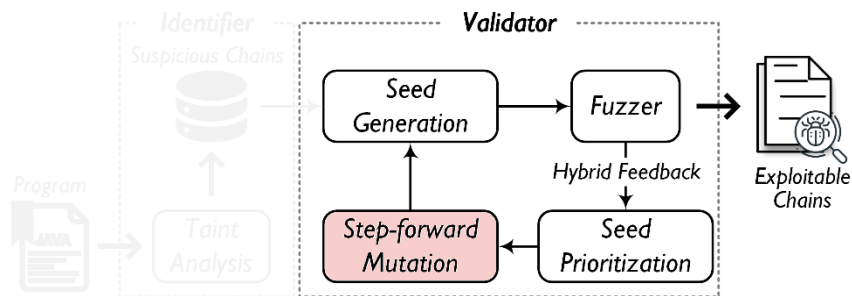 Identifier
Validator
Suspicious Chains
Seed
Generation
Fuzzer
Hybrid Feedback
Exploitable
Chains
Program
JAVA
Taint
Analysis
Step-forward
Mutation
Seed
Prioritization